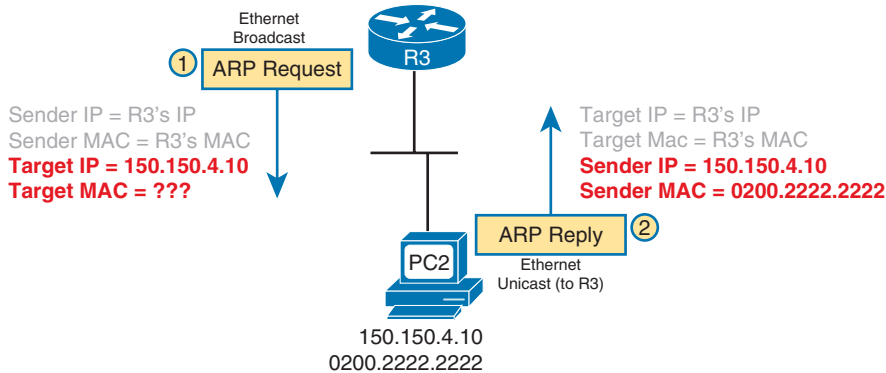 Ethernet
Broadcast
1
ARP Request
R3
Sender IP = R3's IP
Sender MAC = R3's MAC
Target IP = 150.150.4.10
Target MAC = ???
Target IP = R3's IP
Target Mac = R3's MAC
Sender IP = 150.150.4.10
Sender MAC = 0200.2222.2222
ARP Reply
2
Ethernet
Unicast (to R3)
PC2
150.150.4.10
0200.2222.2222